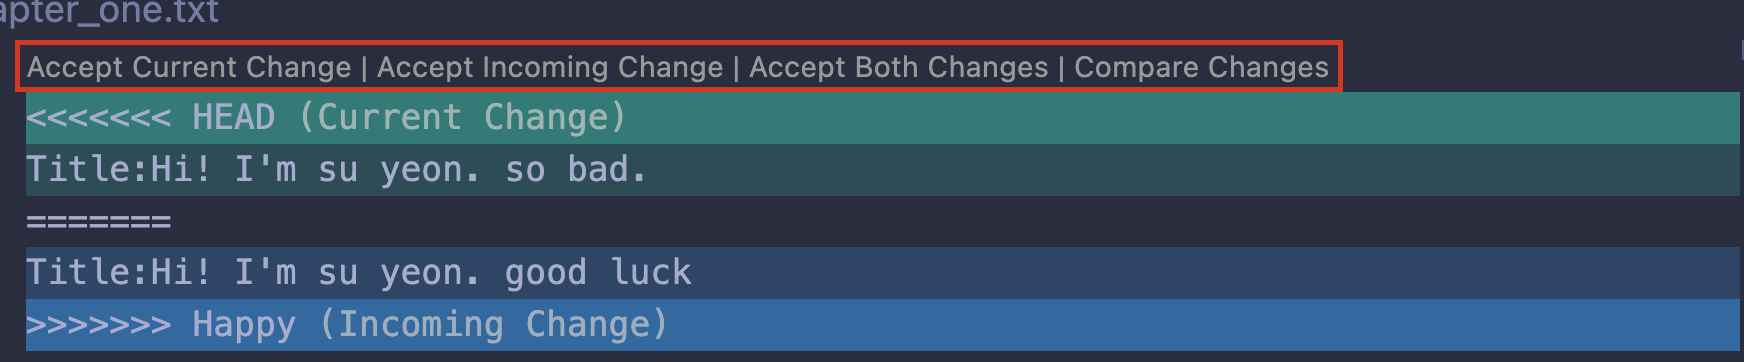 apter_one.txt
Accept Current Change | Accept Incoming Change | Accept Both Changes | Compare Changes
<<<<<<< HEAD (Current Change)
Title:Hi! I'm su yeon. so bad.
=======
Title:Hi! I'm su yeon. good luck
>>>>>>> Happy (Incoming Change)